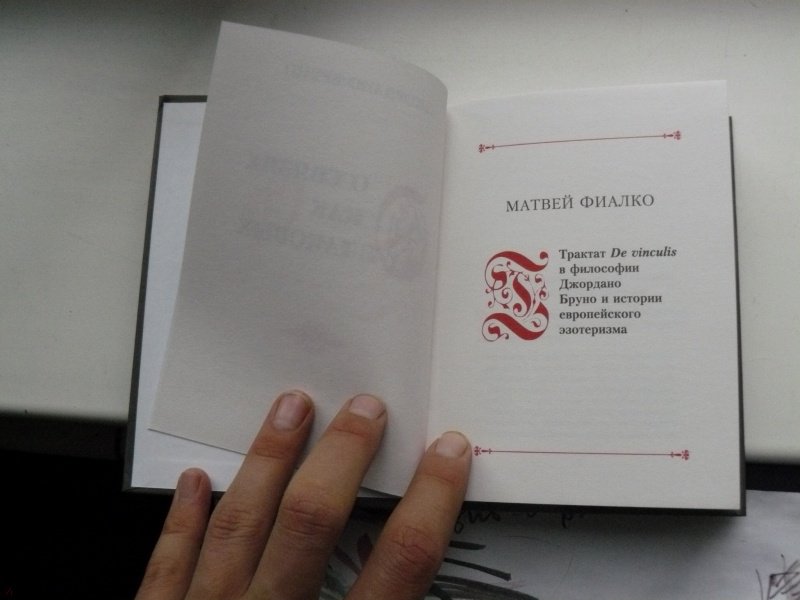 МАТВЕЙ ФИАЛКО
Трактат De vinculis
в философии
Джордано
Бруно и истории
европейского
эзотеризма